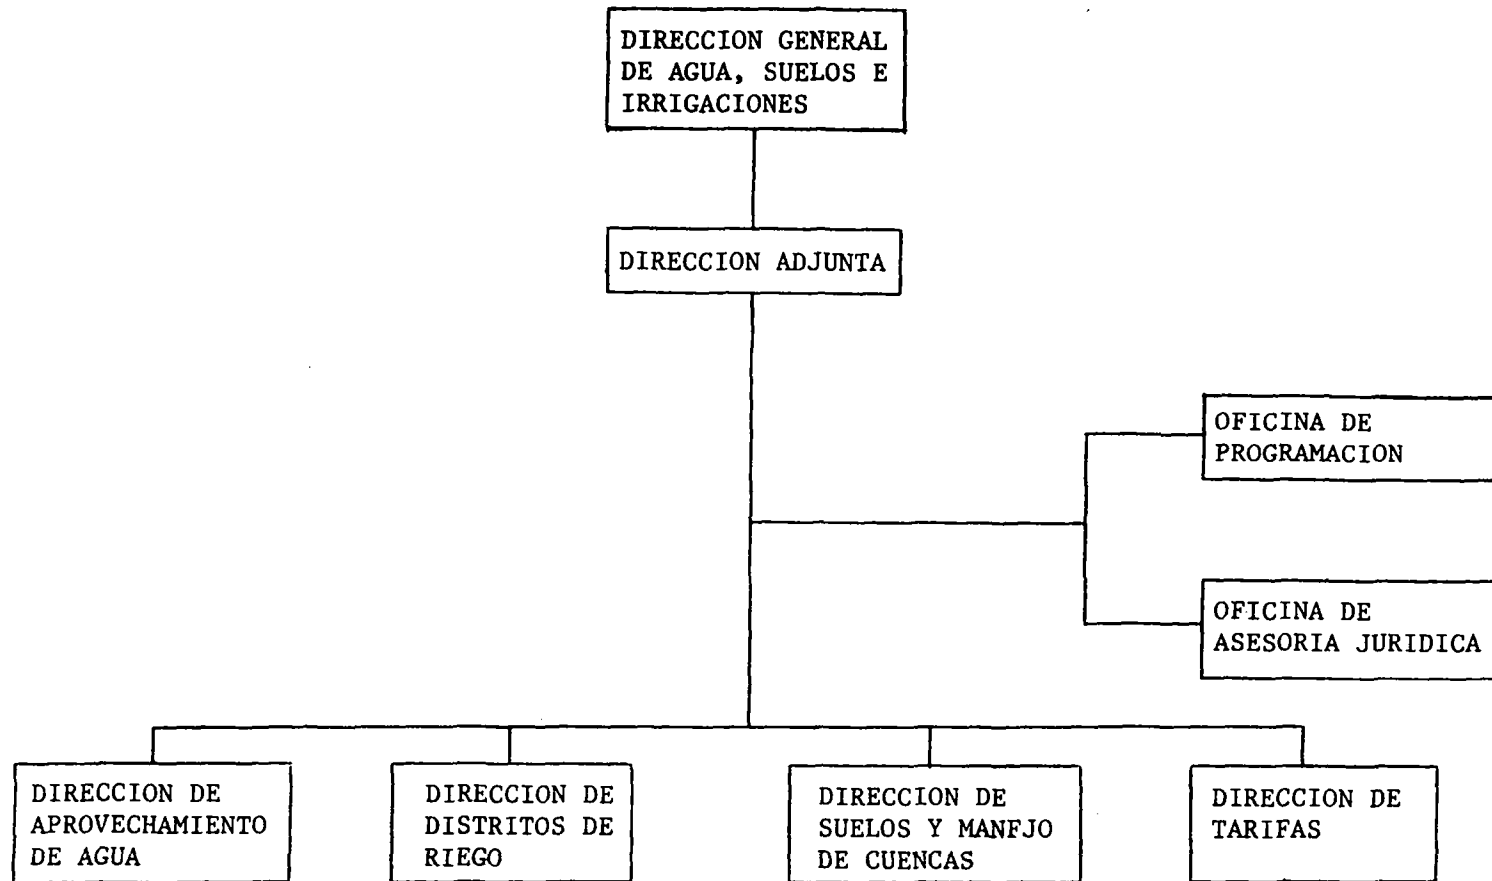 DIRECCION GENERAL
DE AGUA, SUELOS E
IRRIGACIONES
DIRECCION ADJUNTA
OFICINA DE
PROGRAMACION
OFICINA DE
ASESORIA JURIDICA
DIRECCION DE
APROVECHAMIENTO
DE AGUA
DIRECCION DE
DISTRITOS DE
RIEGO
DIRECCION DE
SUELOS Y MANFJO
DE CUENCAS
DIRECCION DE
TARIFAS